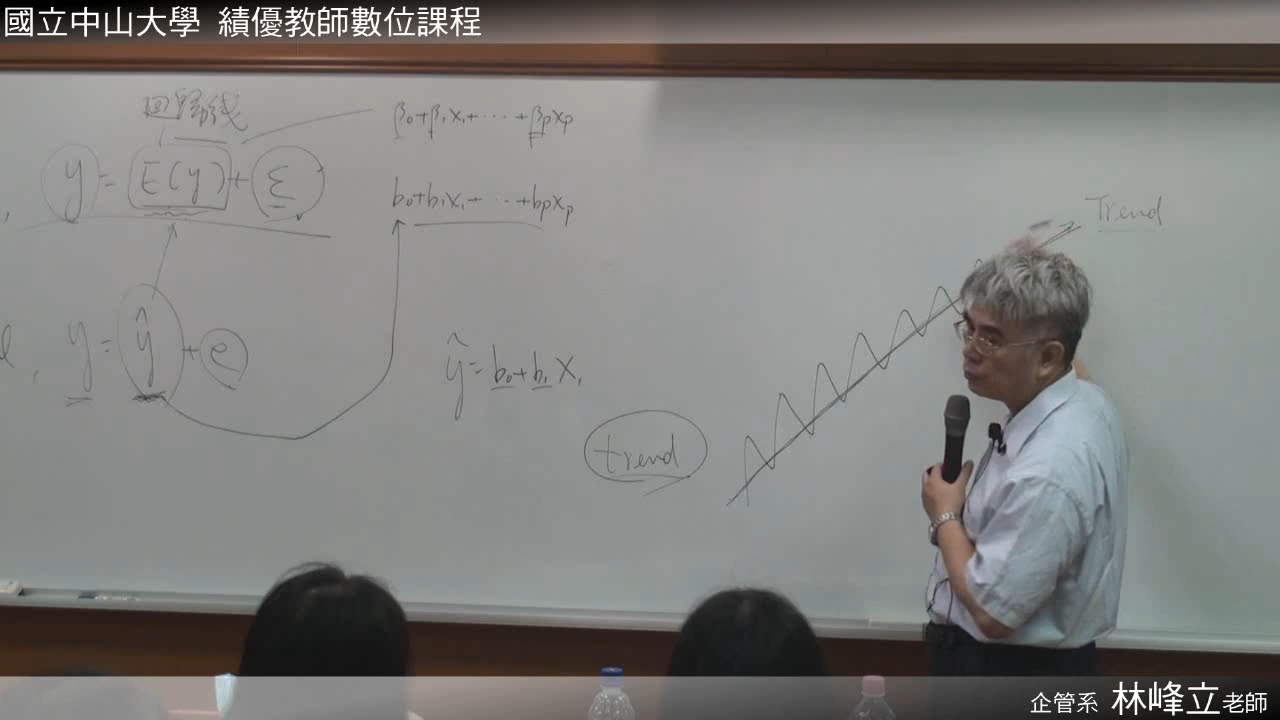 國立中山大學 績優教師數位課程
回歸線
β₀+β₁x₁+⋯+βpxp
y = E(y) + ε
b₀+b₁x₁+⋯+bpxp
Trend
y = ŷ + e
ŷ = b₀+b₁x₁
trend
企管系 林峰立老師